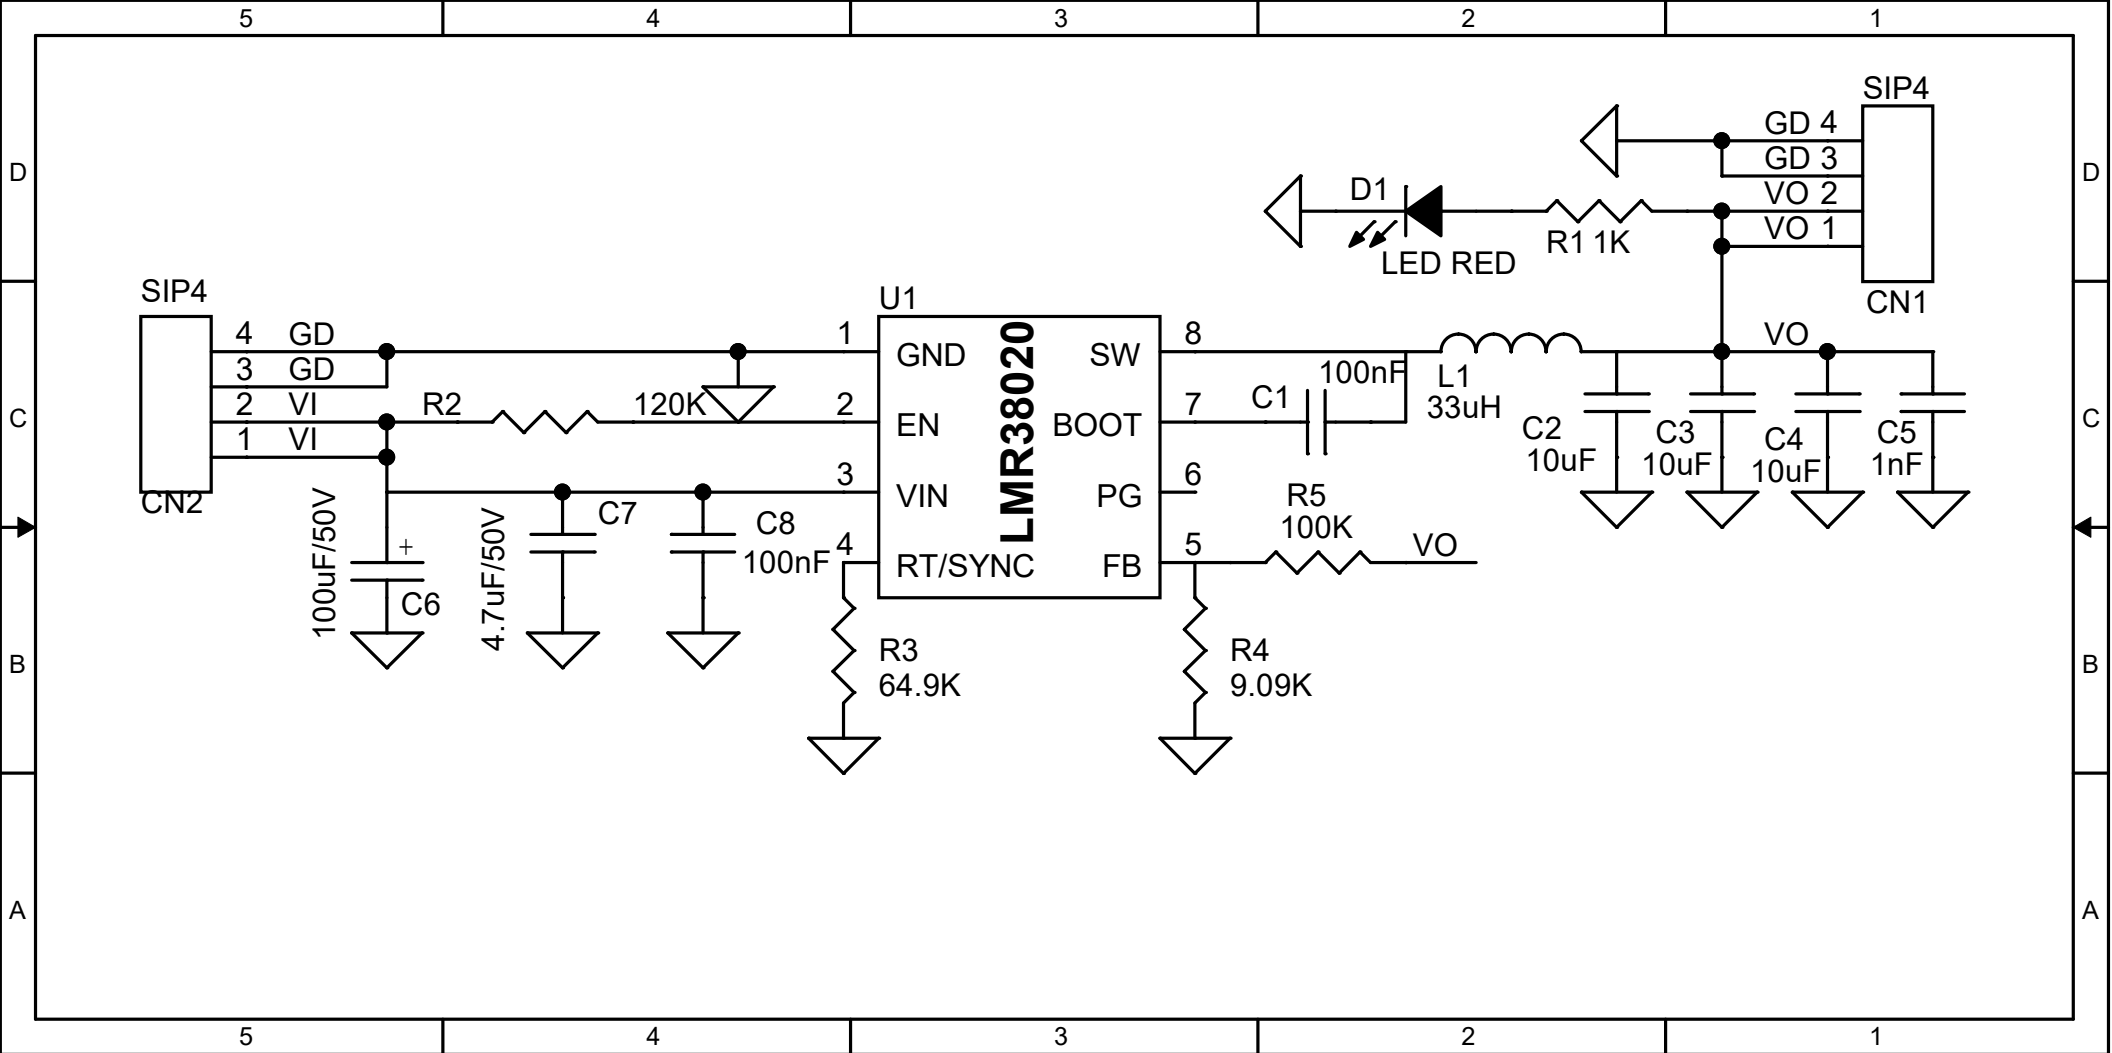 5 4 3 2 1
D
D
SIP4
GD 4
GD 3
VO 2
VO 1
CN1
D1
LED RED
R1 1K
SIP4
4 GD
3 GD
2 VI
1 VI
CN2
R2
120K
U1
LMR38020
1 GND
2 EN
3 VIN
4 RT/SYNC
SW 8
BOOT 7
PG 6
FB 5
C1
100nF
L1
33uH
VO
C2
10uF
C3
10uF
C4
10uF
C5
1nF
C
C
R5
100K
VO
+
100uF/50V
C6
4.7uF/50V
C7
C8
100nF
R3
64.9K
R4
9.09K
B
B
A
A
5 4 3 2 1